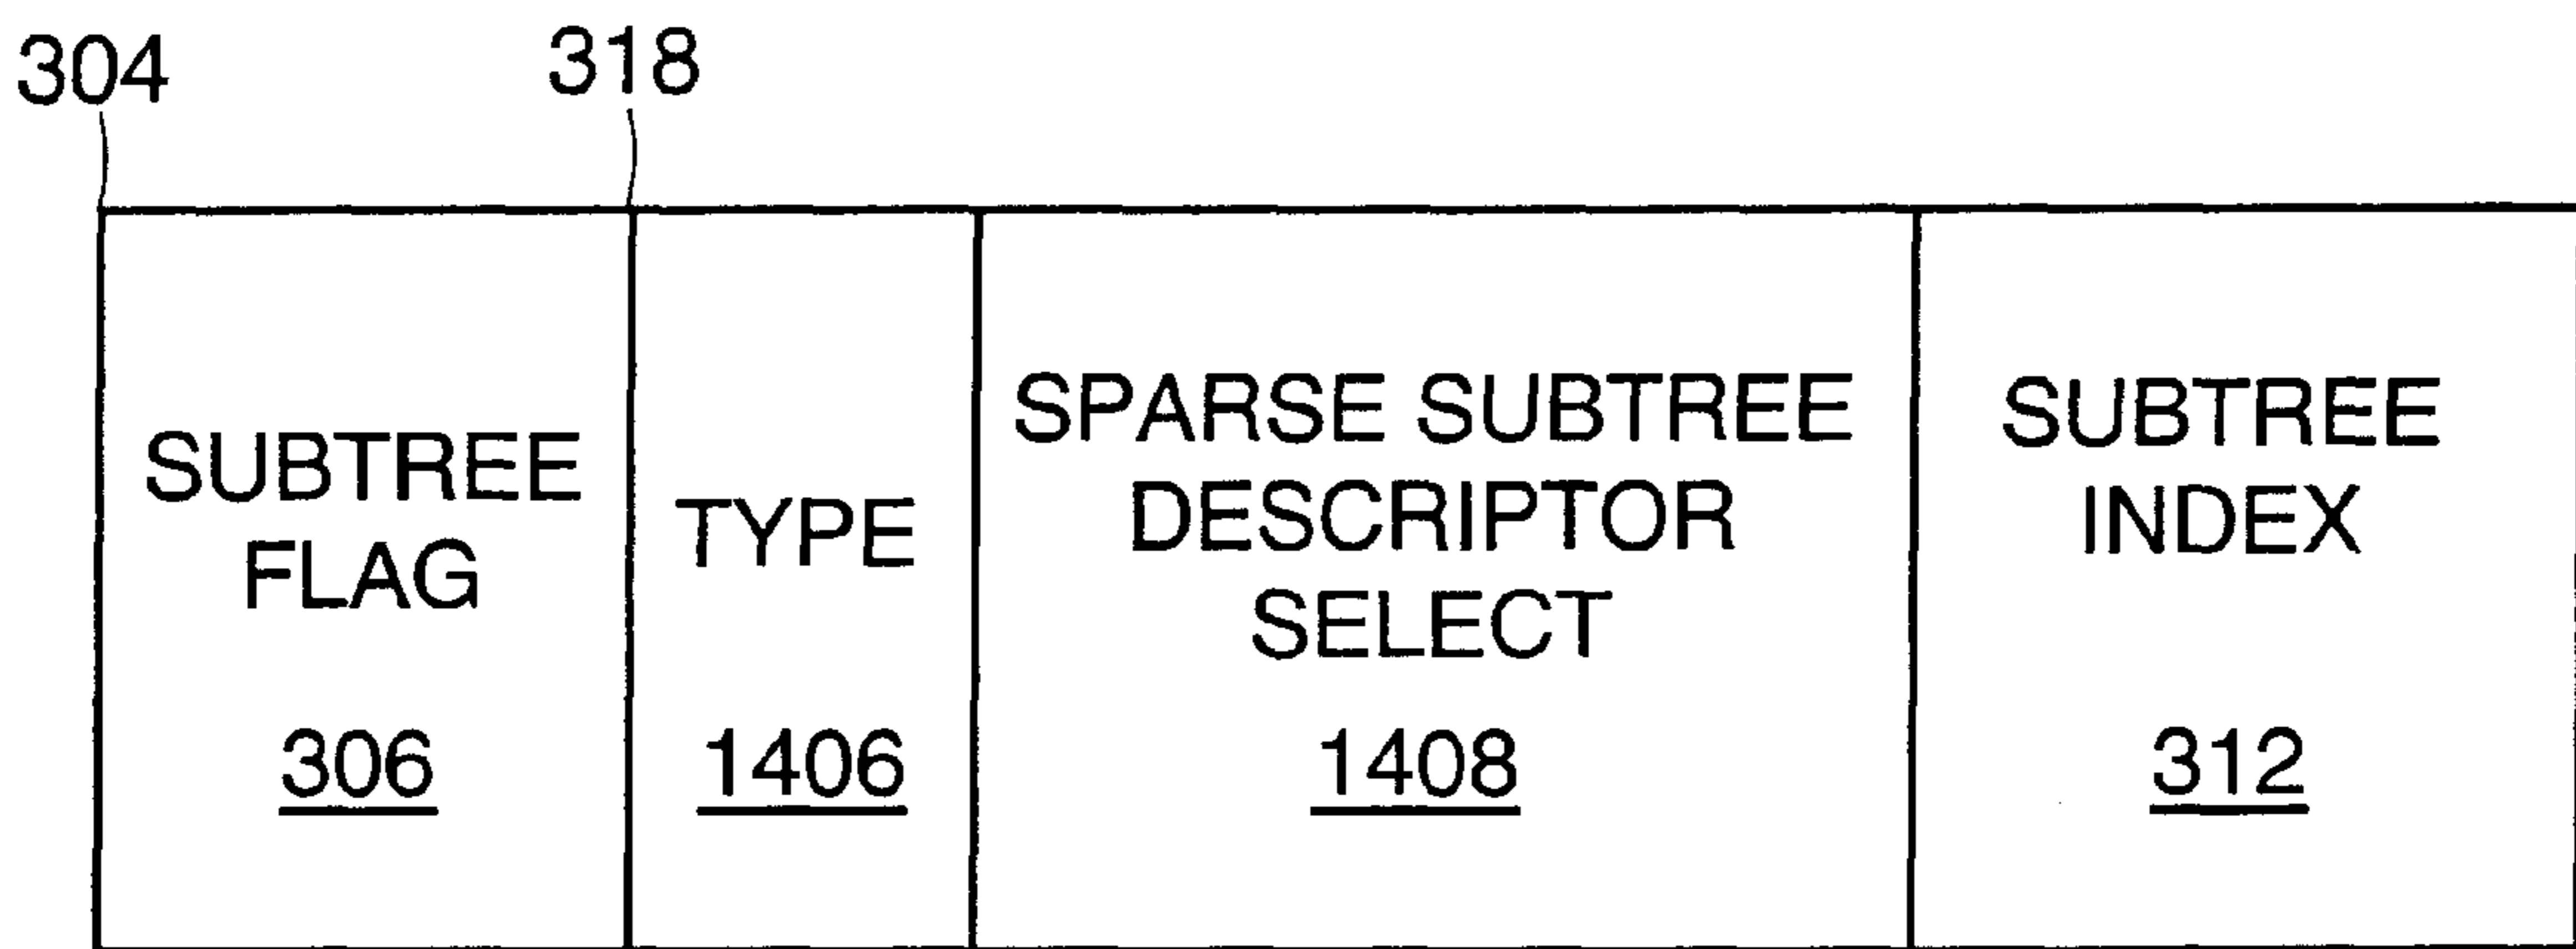 304
318
SUBTREE
FLAG
306
TYPE
1406
SPARSE SUBTREE
DESCRIPTOR
SELECT
1408
SUBTREE
INDEX
312